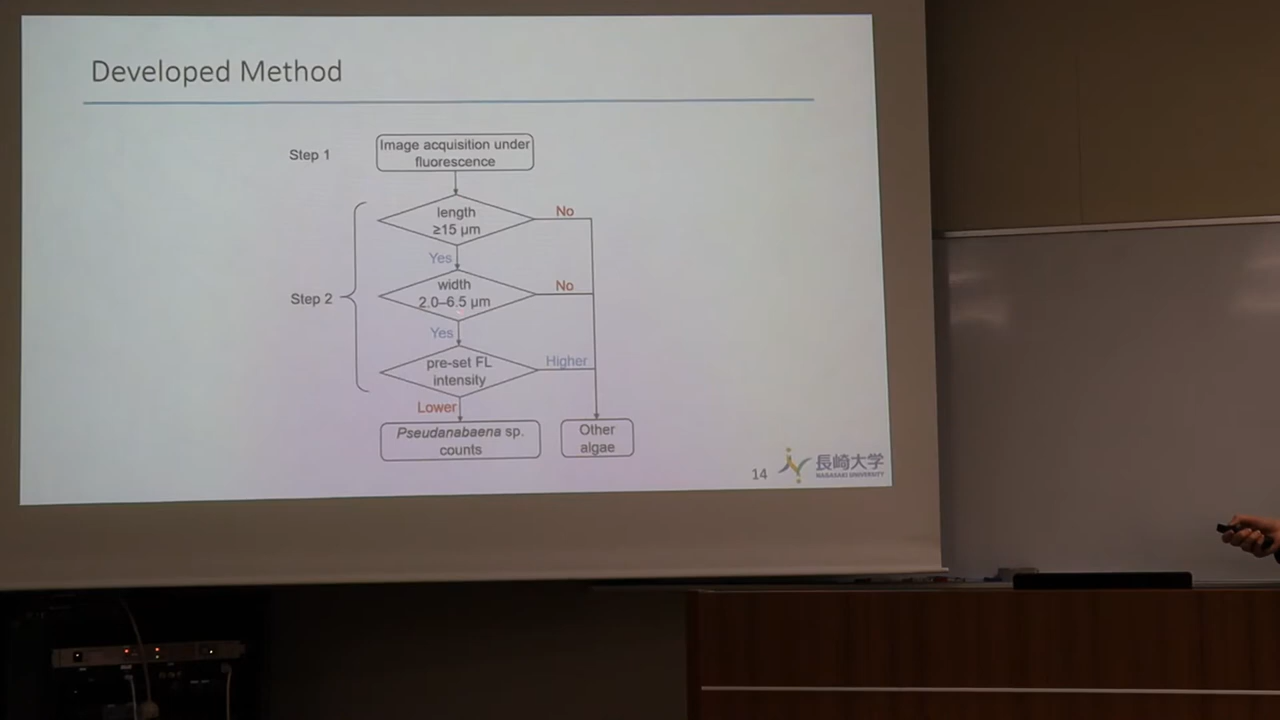 Developed Method
Step 1
Image acquisition under
fluorescence
length
≥15 μm
No
Yes
Step 2
width
2.0–6.5 μm
No
Yes
pre-set FL
intensity
Higher
Lower
Pseudanabaena sp.
counts
Other
algae
14
長崎大学
NAGASAKI UNIVERSITY